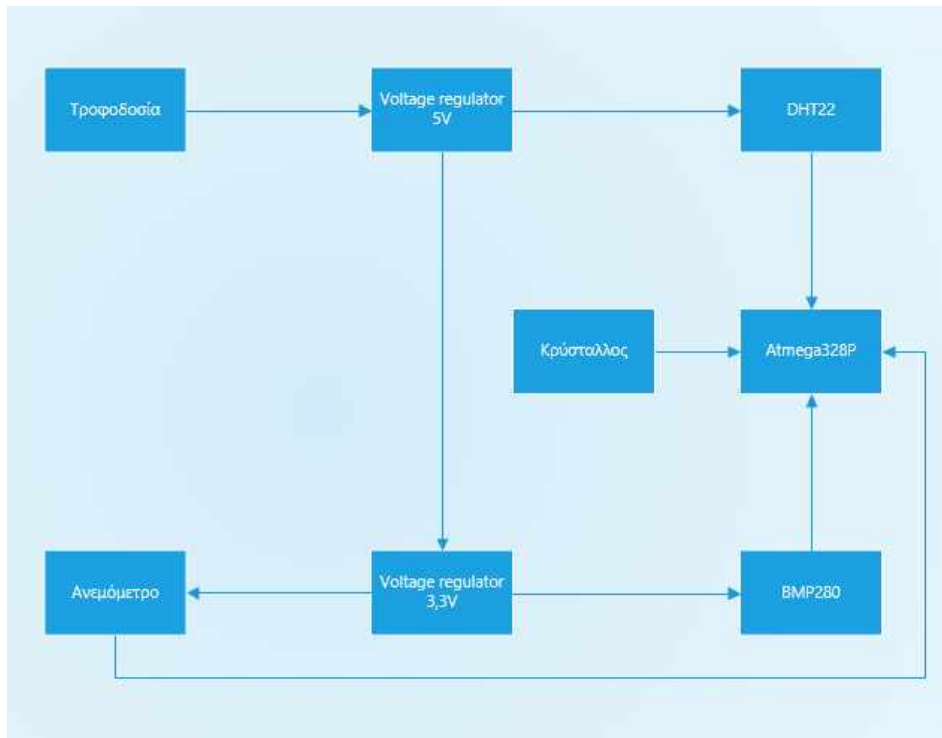 Τροφοδοσία
Voltage regulator
5V
DHT22
Κρύσταλλος
Atmega328P
Ανεμόμετρο
Voltage regulator
3,3V
BMP280